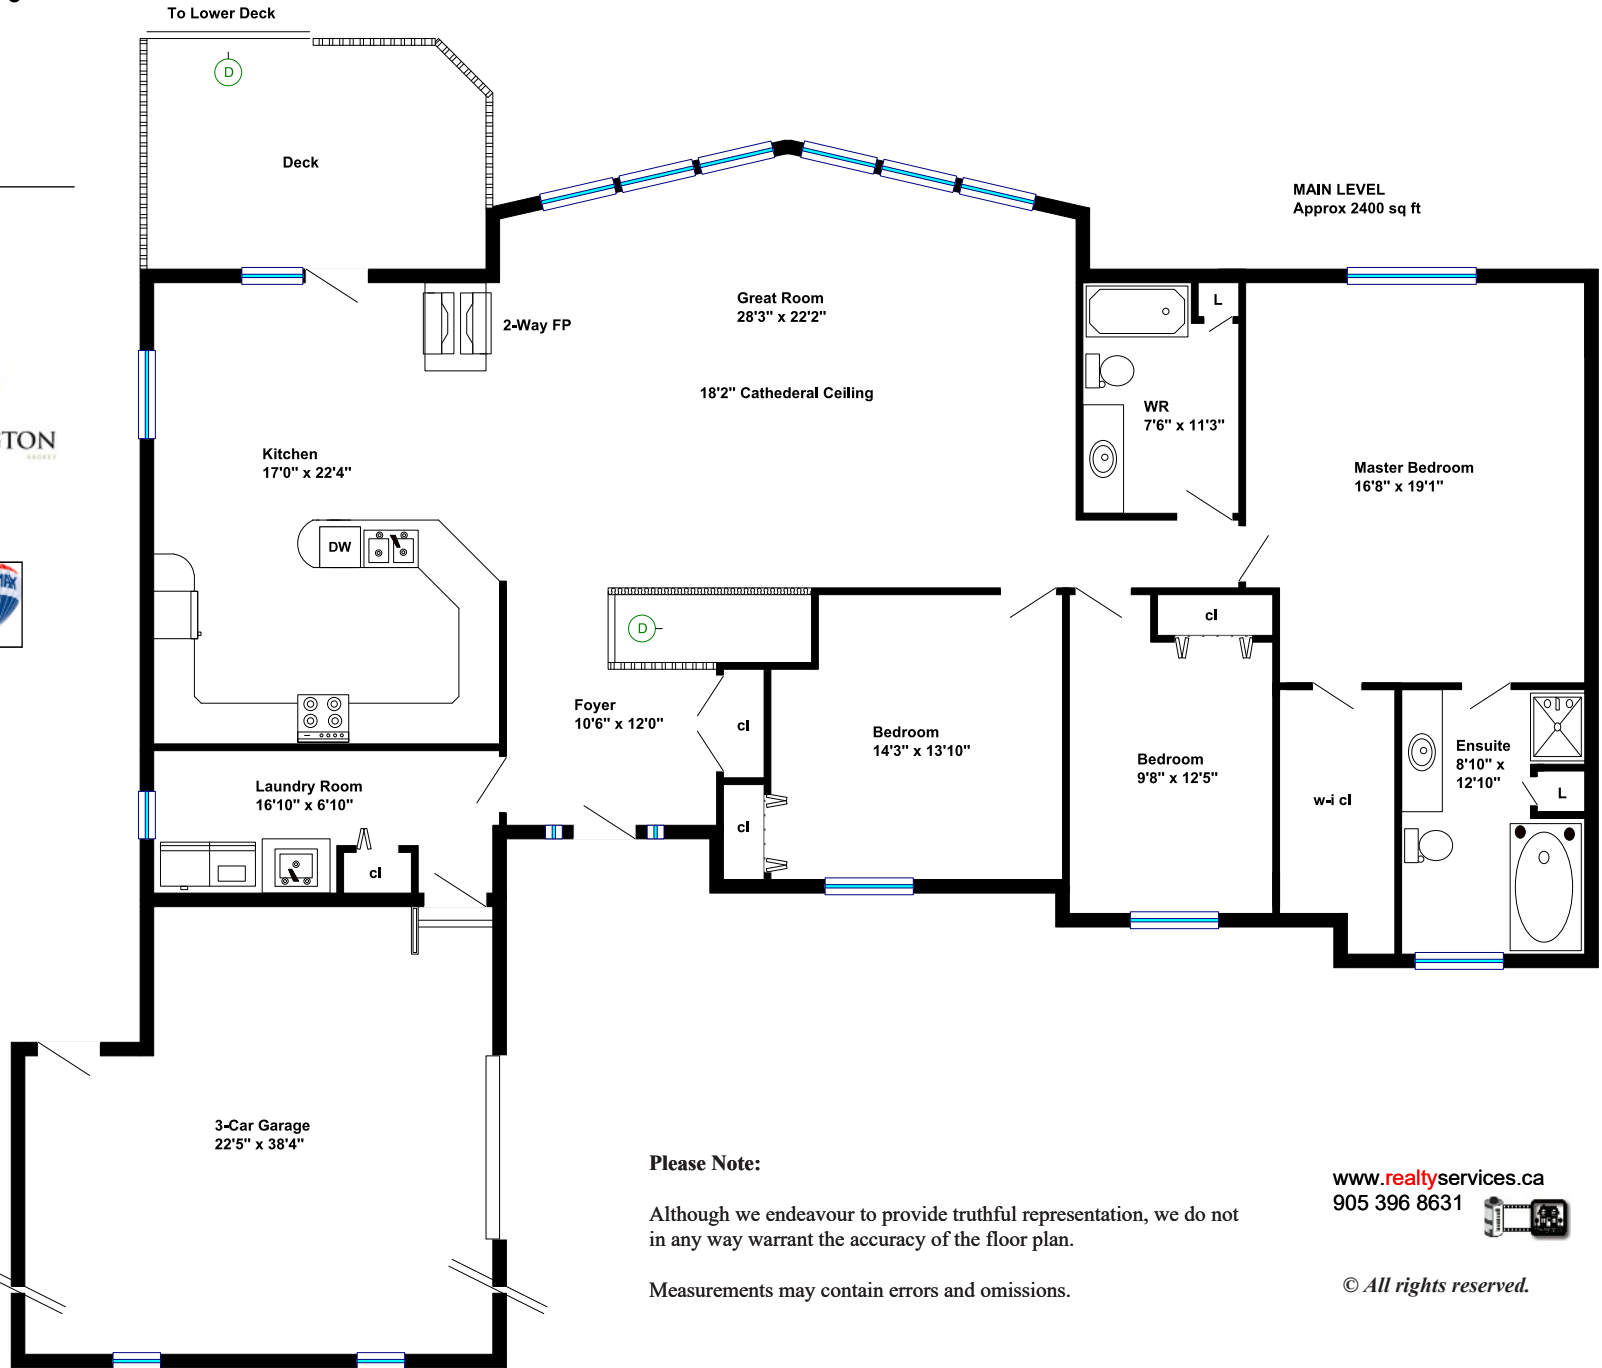 To Lower Deck
D
Deck
MAIN LEVEL
Approx 2400 sq ft
Great Room
28'3" x 22'2"
L
2-Way FP
18'2" Cathederal Ceiling
WR
7'6" x 11'3"
GTON
Kitchen
17'0" x 22'4"
Master Bedroom
16'8" x 19'1"
DW
MAX
cl
D
Foyer
10'6" x 12'0"
cl
Bedroom
14'3" x 13'10"
Bedroom
9'8" x 12'5"
Ensuite
8'10" x
12'10"
Laundry Room
16'10" x 6'10"
w-i cl
L
cl
cl
3-Car Garage
22'5" x 38'4"
Please Note:
Although we endeavour to provide truthful representation, we do not
in any way warrant the accuracy of the floor plan.
Measurements may contain errors and omissions.
www.realtyservices.ca
905 396 8631
© All rights reserved.